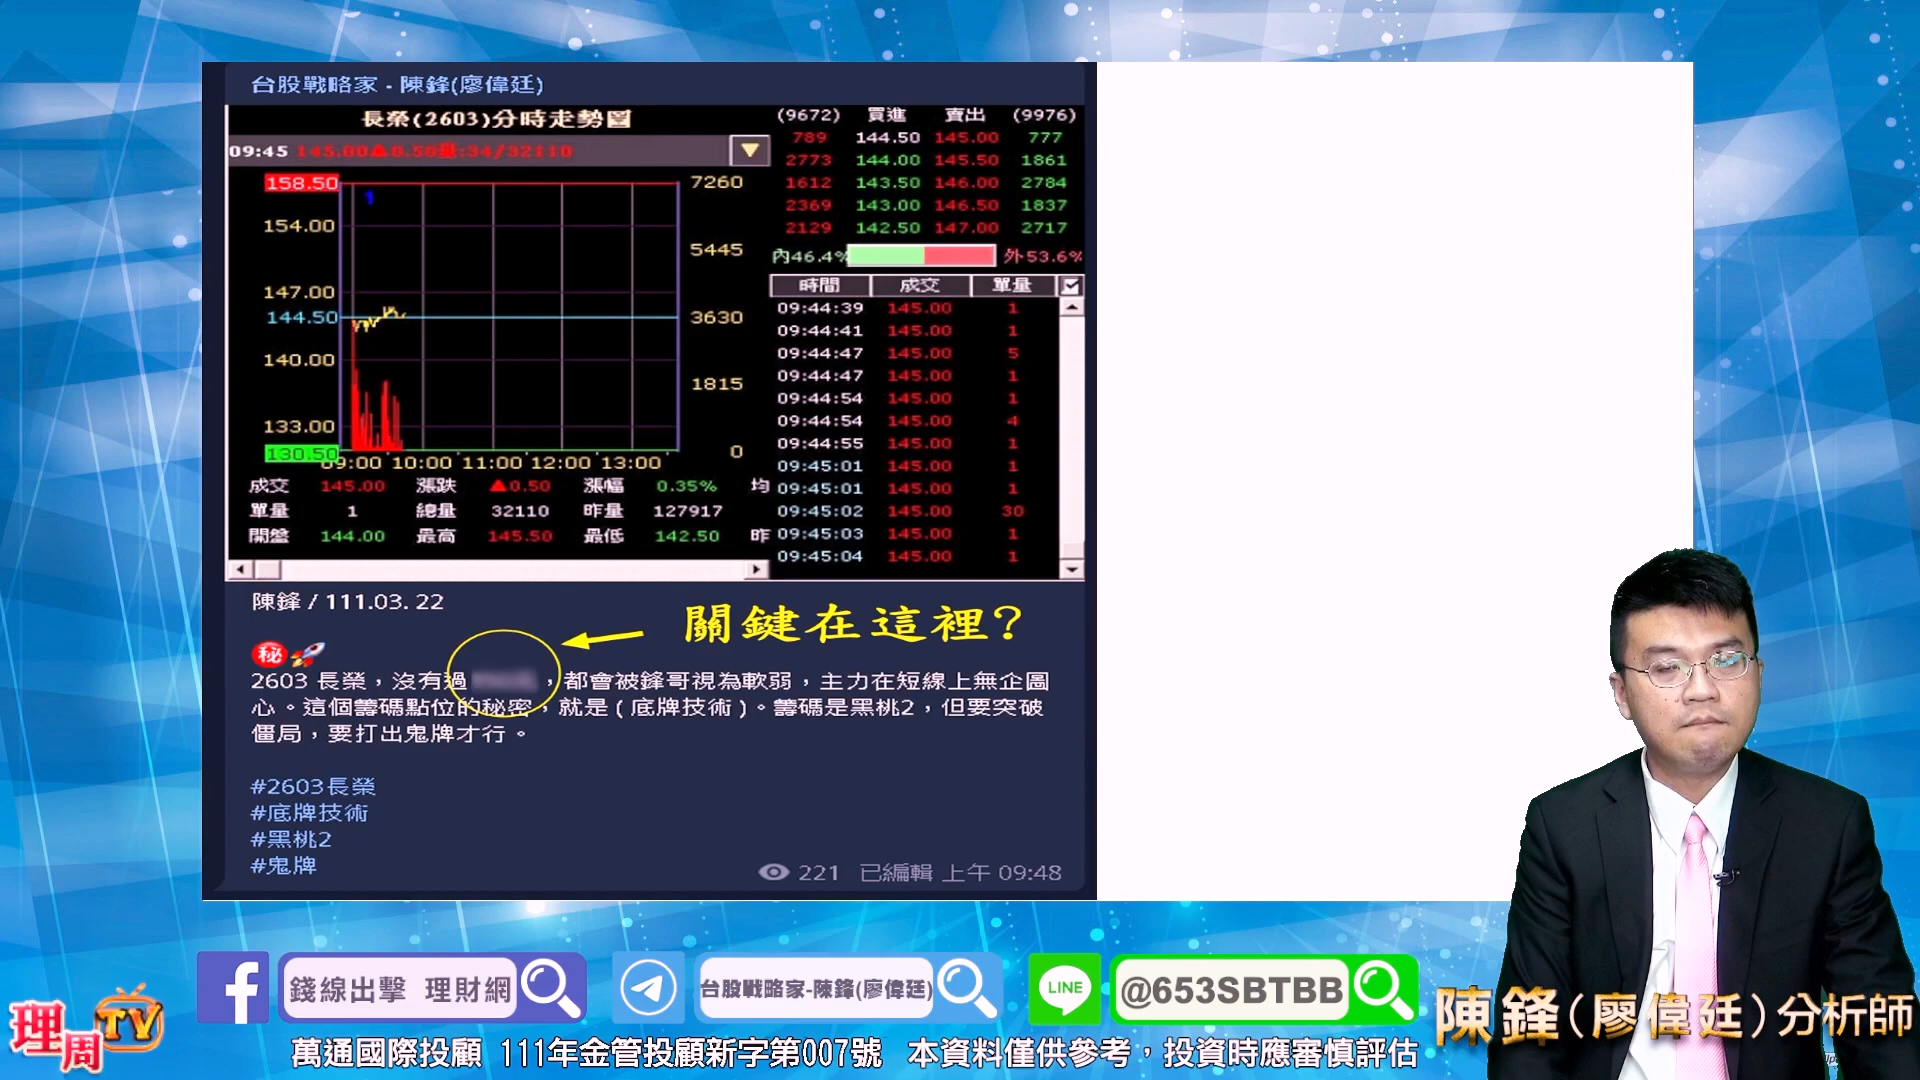 台股戰略家 - 陳鋒(廖偉廷)
長榮(2603)分時走勢圖
09:45 145.00▲0.50量:34/32110
158.50
154.00
147.00
144.50
140.00
133.00
130.50
7260
5445
3630
1815
0
1
09:00 10:00 11:00 12:00 13:00
成交 145.00 漲跌 ▲0.50 漲幅 0.35% 均
單量 1 總量 32110 昨量 127917
開盤 144.00 最高 145.50 最低 142.50 昨
(9672) 買進 賣出 (9976)
789 144.50 145.00 777
2773 144.00 145.50 1861
1612 143.50 146.00 2784
2369 143.00 146.50 1837
2129 142.50 147.00 2717
內46.4% 外53.6%
時間 成交 單量
09:44:39 145.00 1
09:44:41 145.00 1
09:44:47 145.00 5
09:44:47 145.00 1
09:44:54 145.00 1
09:44:54 145.00 4
09:44:55 145.00 1
09:45:01 145.00 1
09:45:01 145.00 1
09:45:02 145.00 30
09:45:03 145.00 1
09:45:04 145.00 1
陳鋒 / 111.03. 22
關鍵在這裡?
秘
2603 長榮，沒有過，都會被鋒哥視為軟弱，主力在短線上無企圖
心。這個籌碼點位的秘密，就是 ( 底牌技術 )。籌碼是黑桃2，但要突破
僵局，要打出鬼牌才行。
#2603長榮
#底牌技術
#黑桃2
#鬼牌
221 已編輯 上午 09:48
錢線出擊 理財網
台股戰略家-陳鋒(廖偉廷)
LINE
@653SBTBB
理周TV
陳鋒(廖偉廷)分析師
萬通國際投顧 111年金管投顧新字第007號 本資料僅供參考，投資時應審慎評估